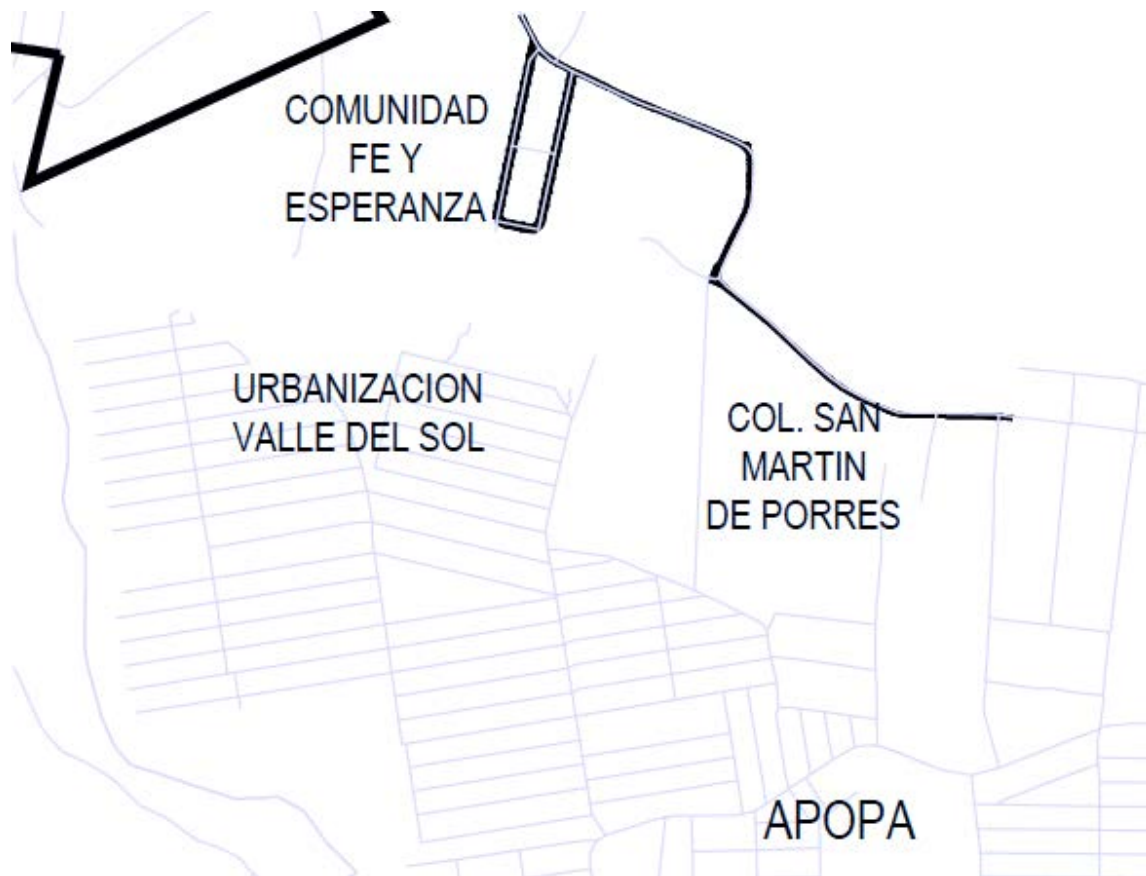 COMUNIDAD
FE Y
ESPERANZA
URBANIZACION
VALLE DEL SOL
COL. SAN
MARTIN
DE PORRES
APOPA